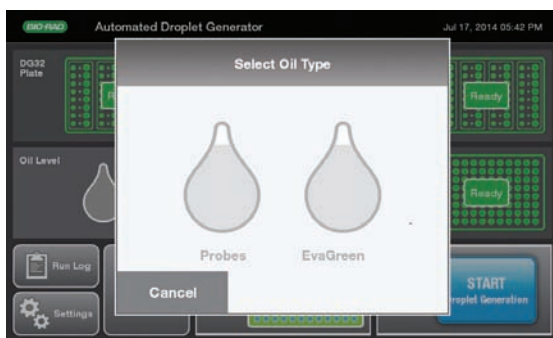 BIO-RAD Automated Droplet Generator Jul 17, 2014 05:42 PM
Select Oil Type
DG32
Plate
Ready
Oil Level
Ready
Probes EvaGreen
Run Log
Cancel
START
Droplet Generation
Settings